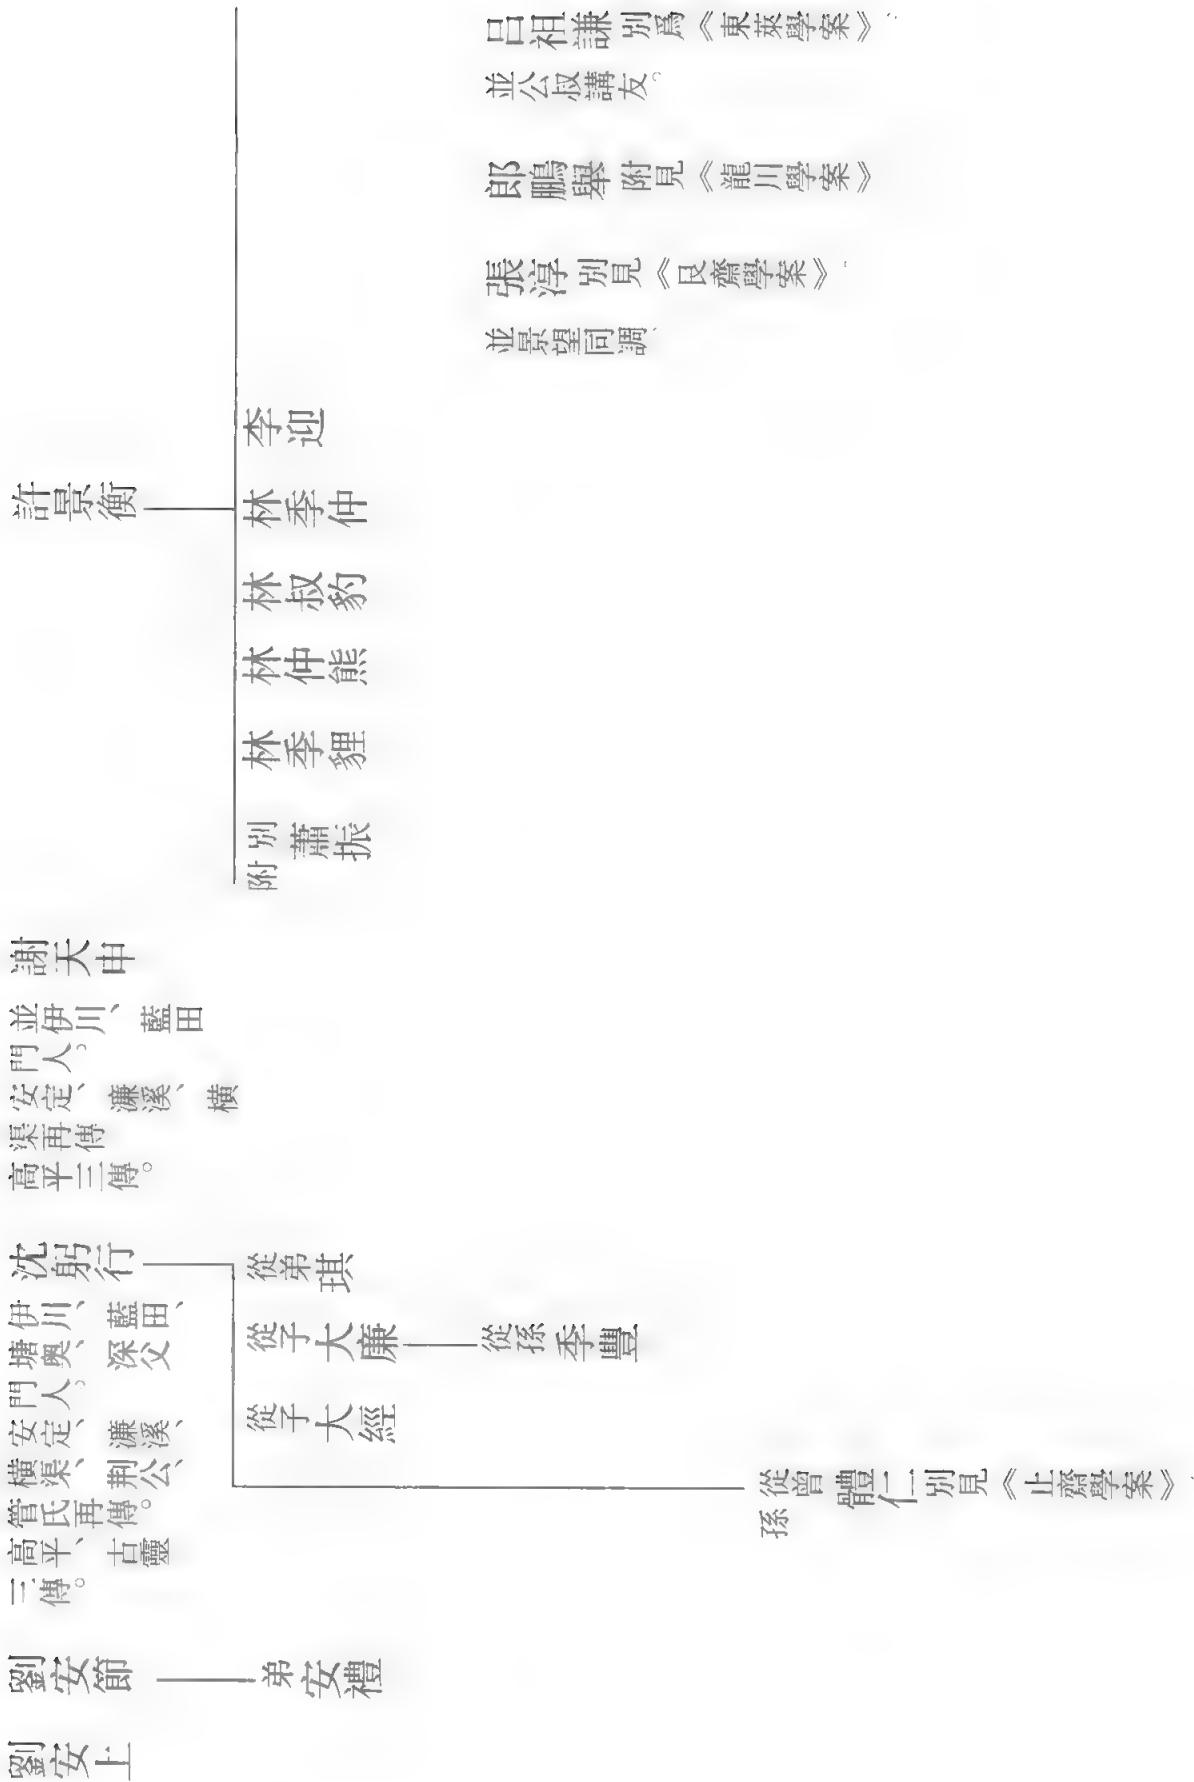 呂祖謙 別爲《東萊學案》。
並公叔講友。
郎鵬舉 附見《龍川學案》
張淳 別見《艮齋學案》。
並景望同調
許景衡
李迎
林季仲
林叔豹
林仲熊
林季貍
別附 蕭振
謝天申
並伊川、藍田
門人。
安定、濂溪、橫
渠再傳
高平三傳。
沈躬行
從弟琪
伊川、藍田、
塘奧、深父
門人。
安定、濂溪、
橫渠、荆公、
管氏再傳。
高平、古靈
三傳。
從子大廉
從孫季豐
從子大經
從曾孫 體仁 別見《止齋學案》
劉安節
弟安禮
劉安上